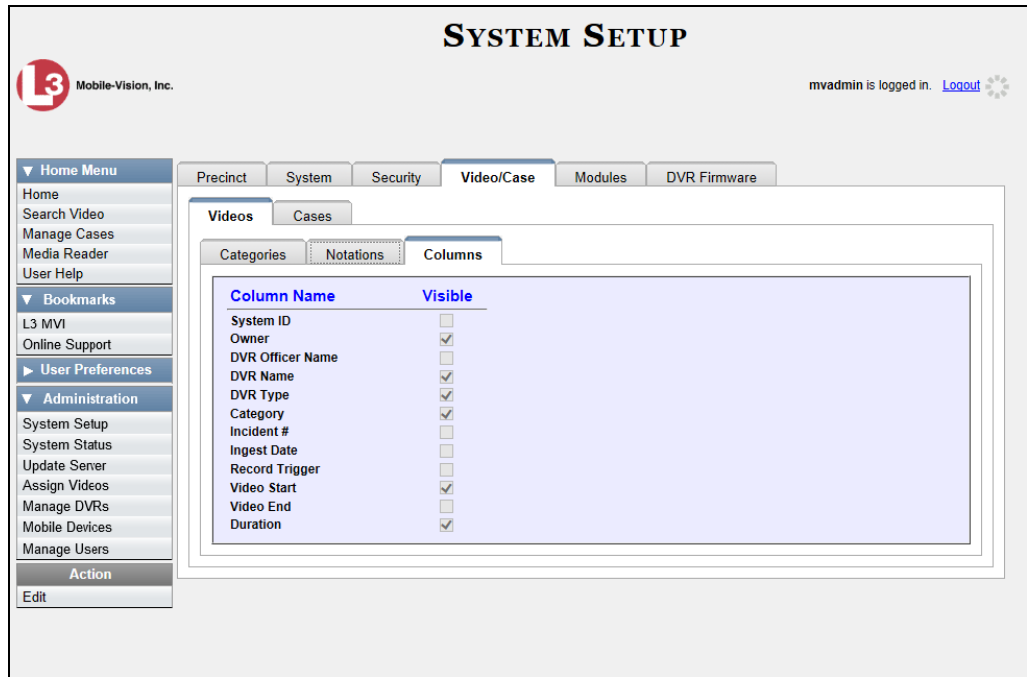 SYSTEM SETUP
L3 Mobile-Vision, Inc.
mvadmin is logged in. Logout
▼ Home Menu
Home
Search Video
Manage Cases
Media Reader
User Help
▼ Bookmarks
L3 MVI
Online Support
▶ User Preferences
▼ Administration
System Setup
System Status
Update Server
Assign Videos
Manage DVRs
Mobile Devices
Manage Users
Action
Edit
Precinct System Security Video/Case Modules DVR Firmware
Videos Cases
Categories Notations Columns
Column Name Visible
System ID
Owner
DVR Officer Name
DVR Name
DVR Type
Category
Incident #
Ingest Date
Record Trigger
Video Start
Video End
Duration